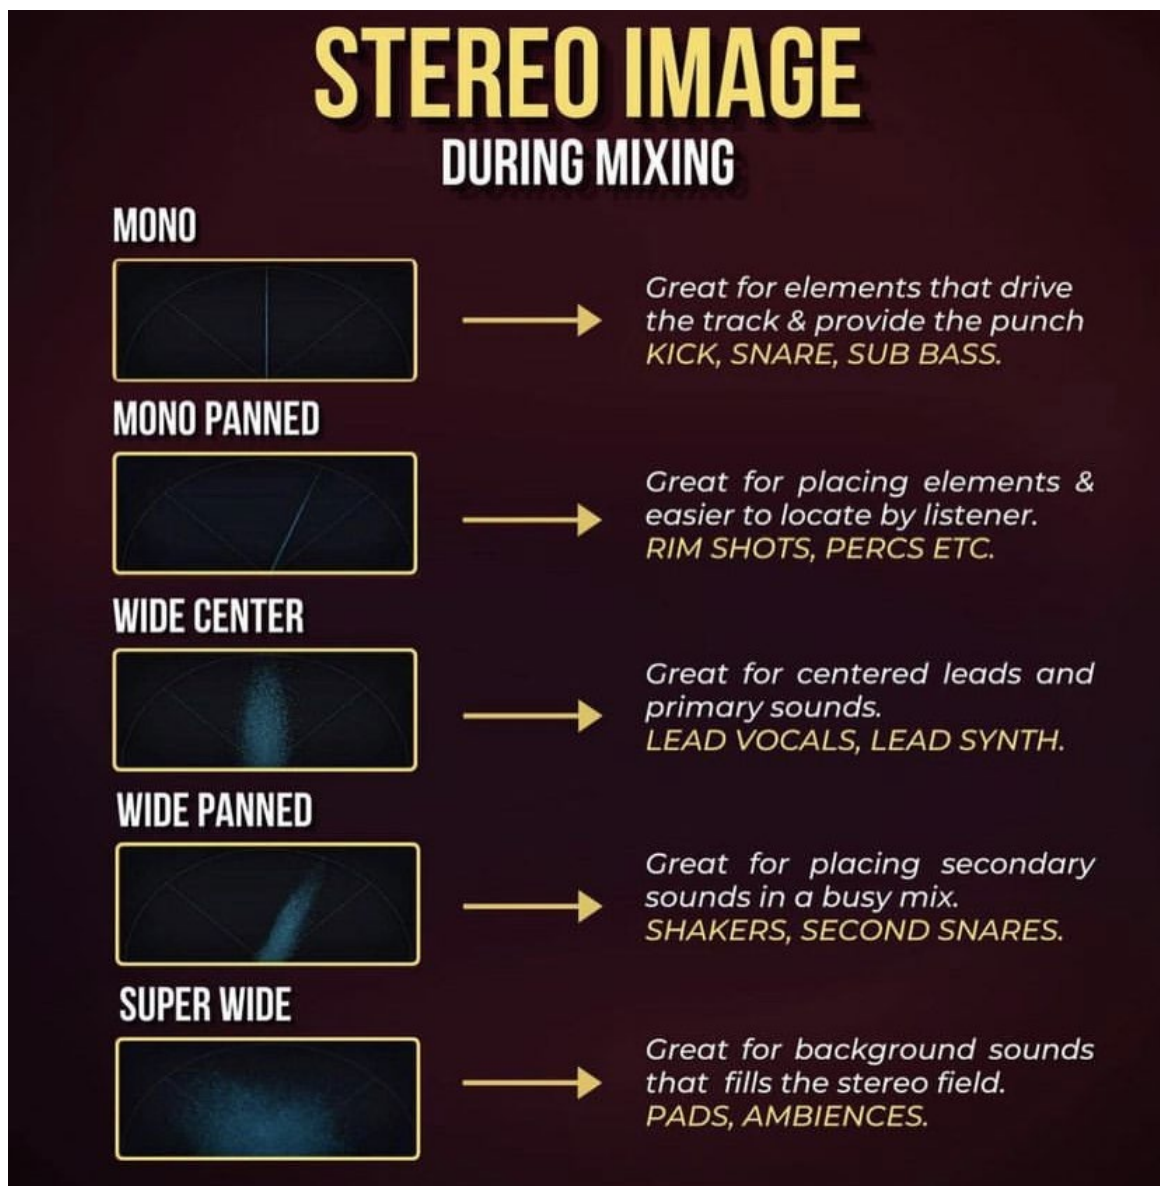 STEREO IMAGE
DURING MIXING
MONO
Great for elements that drive
the track & provide the punch
KICK, SNARE, SUB BASS.
MONO PANNED
Great for placing elements &
easier to locate by listener.
RIM SHOTS, PERCS ETC.
WIDE CENTER
Great for centered leads and
primary sounds.
LEAD VOCALS, LEAD SYNTH.
WIDE PANNED
Great for placing secondary
sounds in a busy mix.
SHAKERS, SECOND SNARES.
SUPER WIDE
Great for background sounds
that fills the stereo field.
PADS, AMBIENCES.